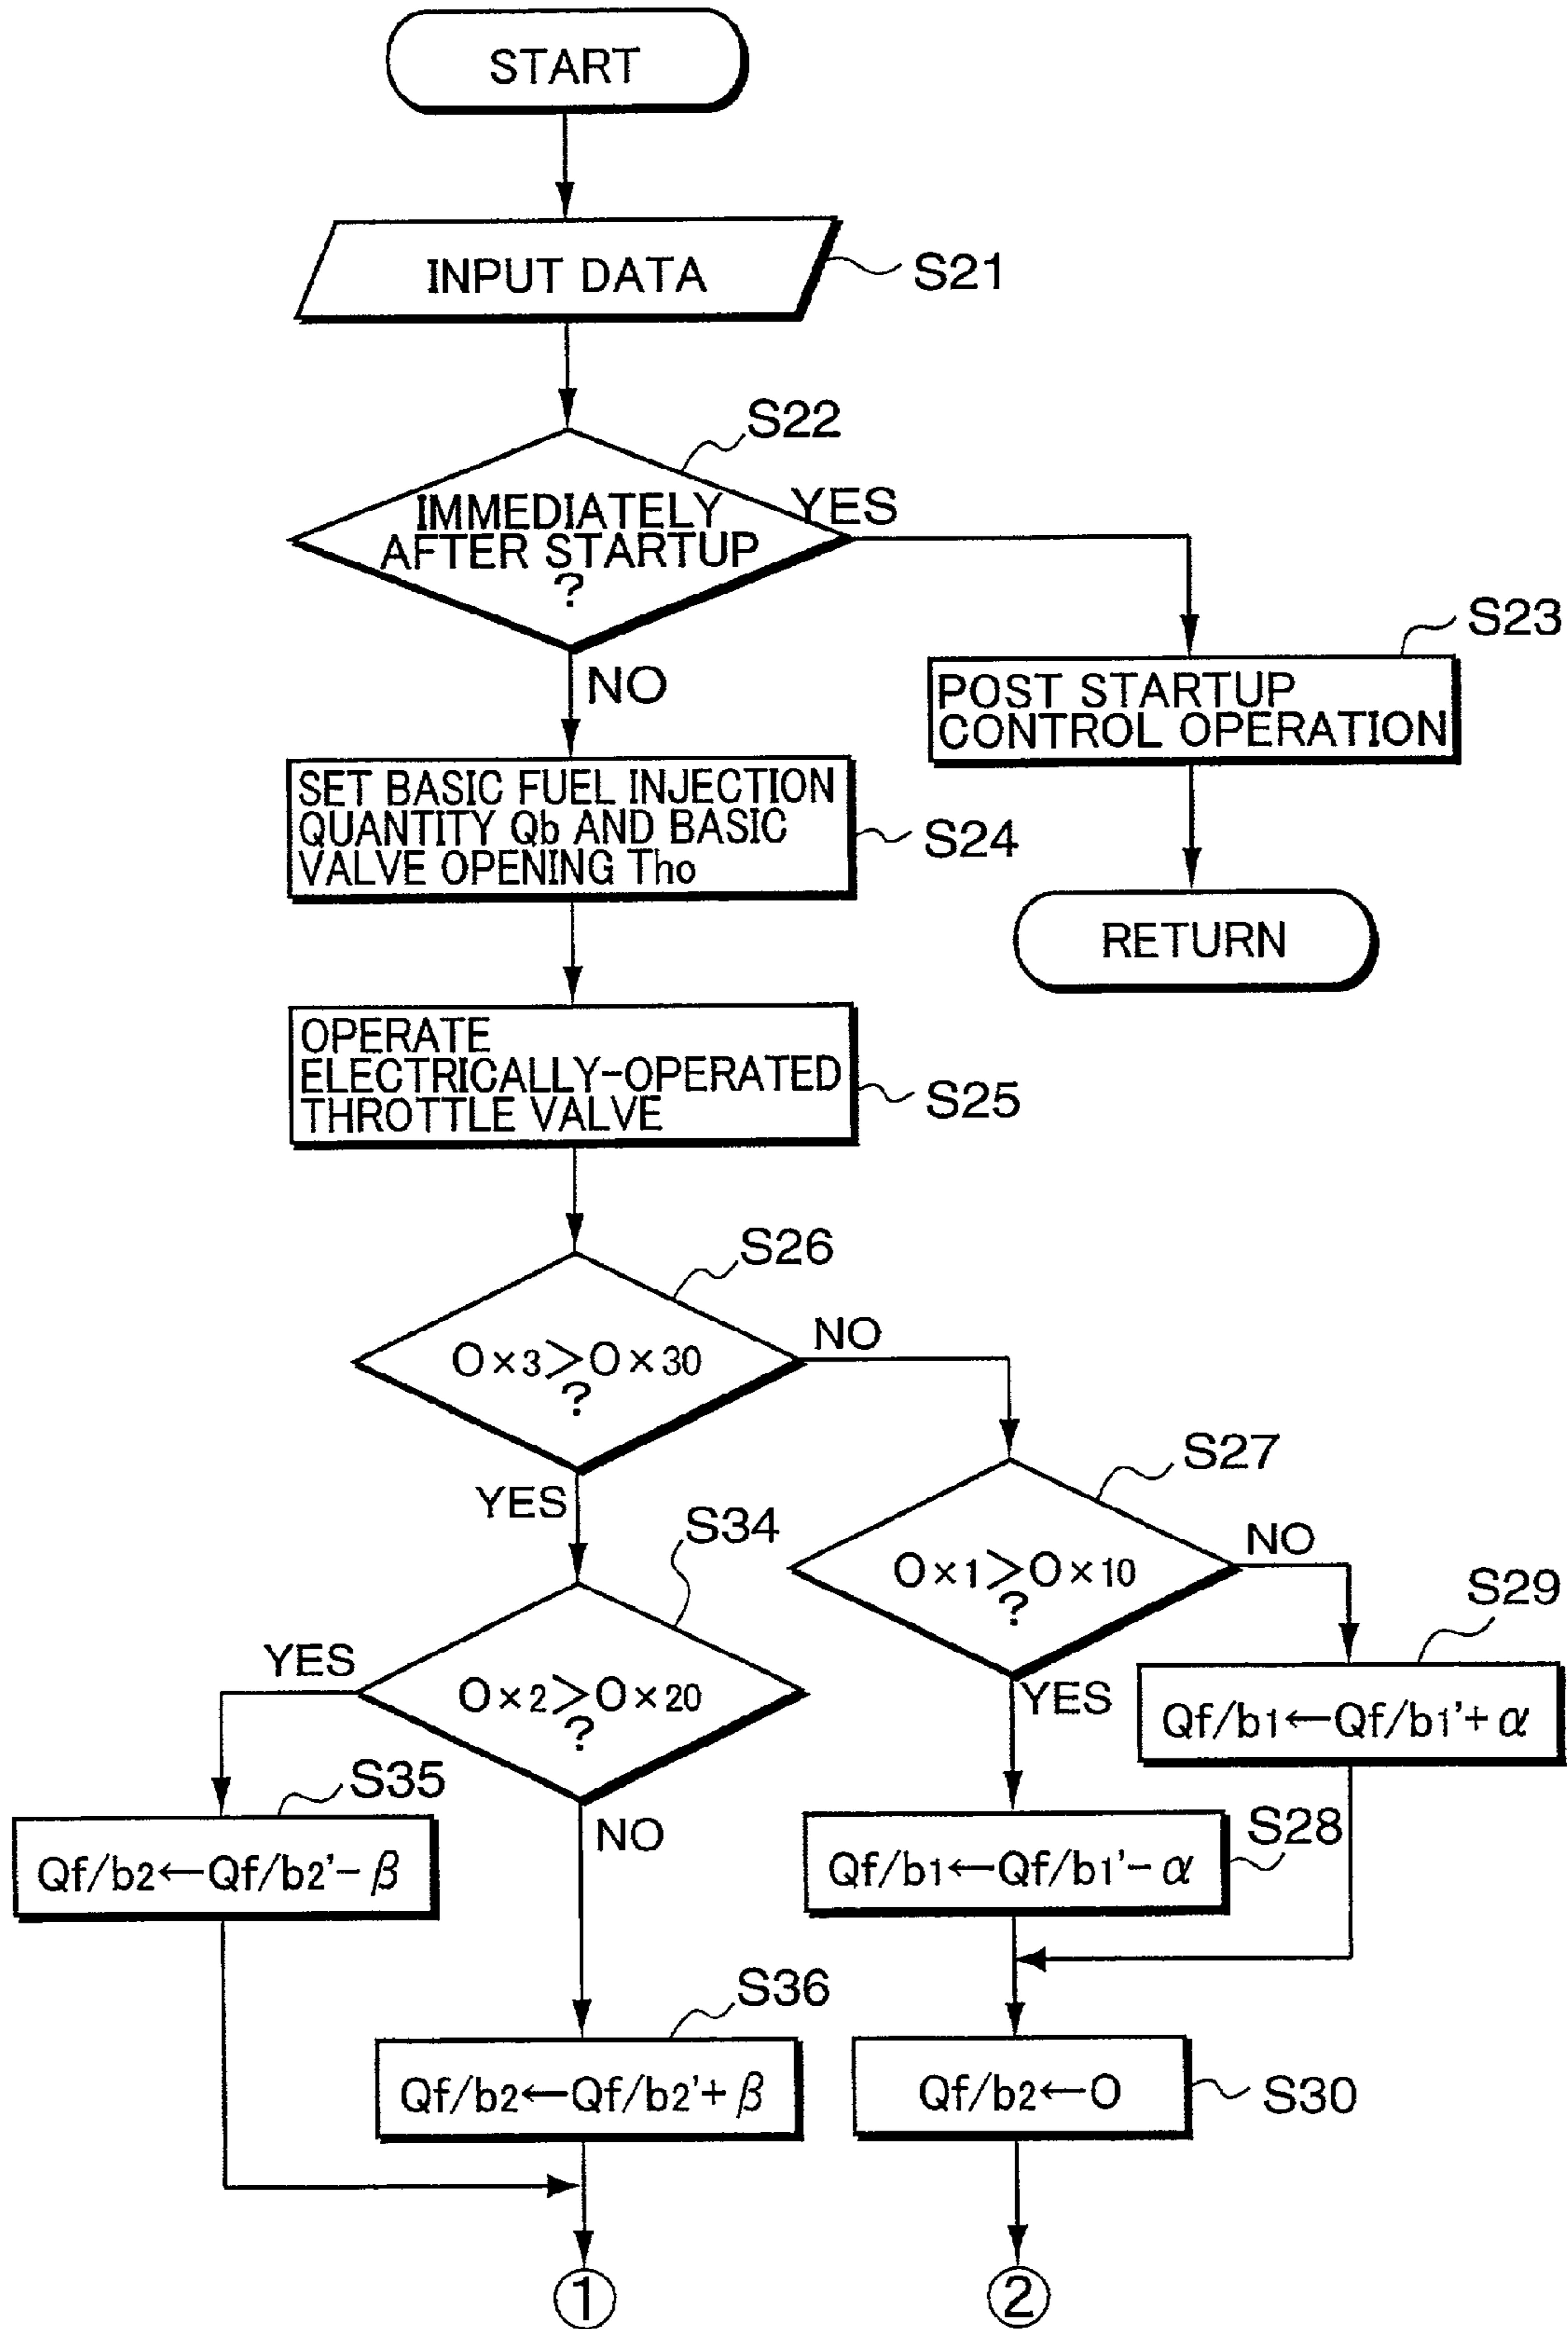 START
INPUT DATA
S21
S22
IMMEDIATELY
AFTER STARTUP
?
YES
NO
S23
POST STARTUP
CONTROL OPERATION
RETURN
SET BASIC FUEL INJECTION
QUANTITY Qb AND BASIC
VALVE OPENING Tho
S24
OPERATE
ELECTRICALLY-OPERATED
THROTTLE VALVE
S25
S26
O×3>O×30
?
NO
YES
S27
O×1>O×10
?
NO
YES
S34
O×2>O×20
?
YES
NO
S29
Qf/b1←Qf/b1'+α
S35
Qf/b2←Qf/b2'-β
S28
Qf/b1←Qf/b1'-α
S36
Qf/b2←Qf/b2'+β
Qf/b2←O
S30
①
②